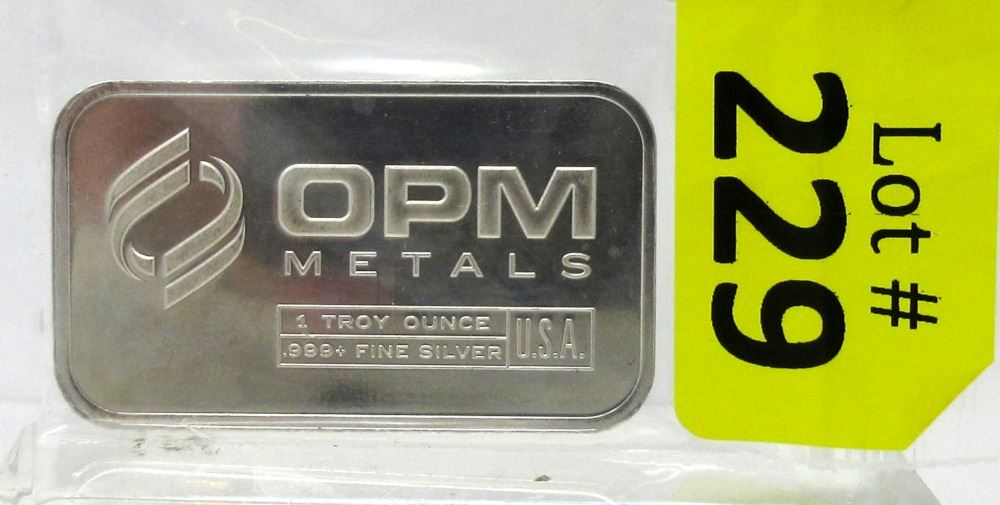 OPM
METALS
1 TROY OUNCE
.999+ FINE SILVER
U.S.A.
Lot #
229